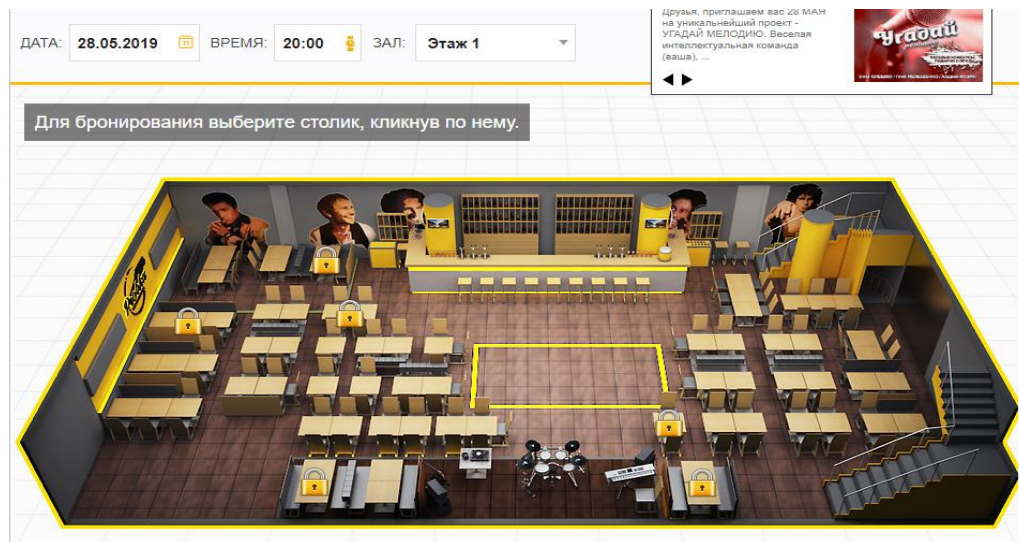 Друзья, приглашаем вас 28 МАЯ
на уникальнейший проект -
УГАДАЙ МЕЛОДИЮ. Веселая
интеллектуальная команда
(ваша), ...
Угадай
ДАТА: 28.05.2019 11 ВРЕМЯ: 20:00 ЗАЛ: Этаж 1
Для бронирования выберите столик, кликнув по нему.